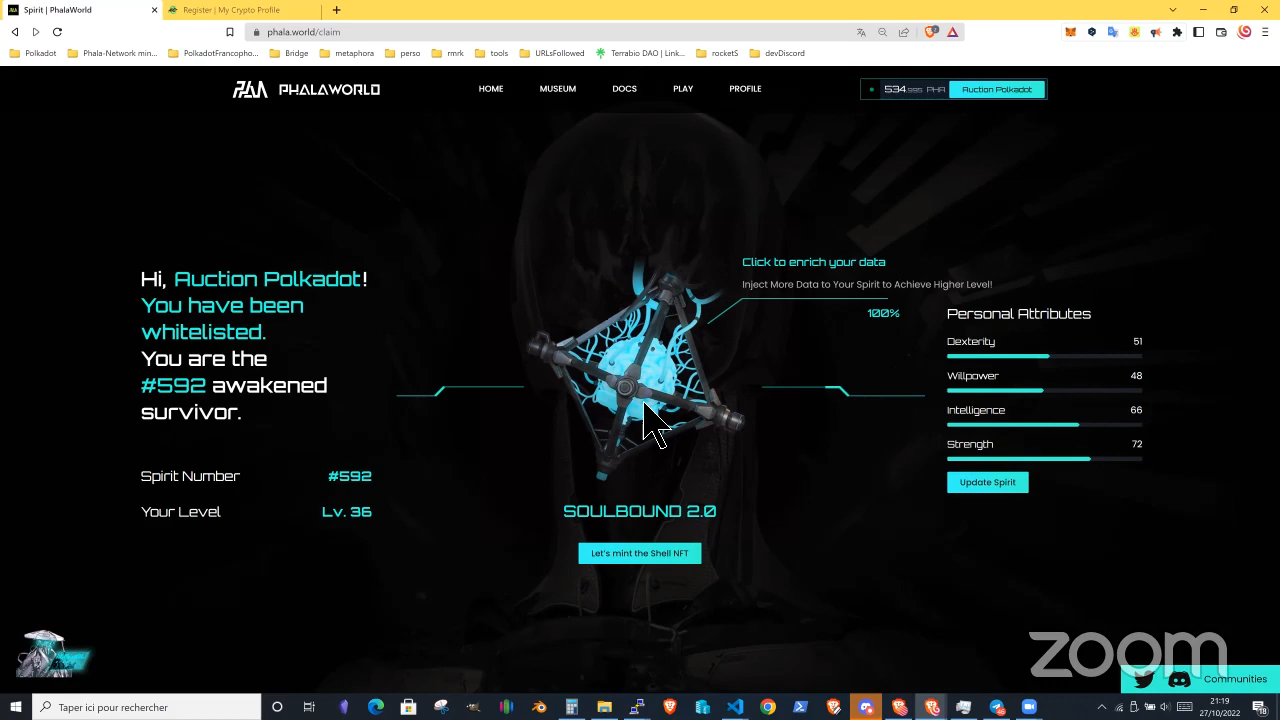 Spirit | PhalaWorld
Register | My Crypto Profile
phala.world/claim
Polkadot
Phala-Network min...
PolkadotFrancopho...
Bridge
metaphora
perso
rmrk
tools
URLsFollowed
Terrabio DAO | Link...
rocketS
devDiscord
PHALAWORLD
HOME
MUSEUM
DOCS
PLAY
PROFILE
534.995 PHA
Auction Polkadot
Hi, Auction Polkadot!
You have been
whitelisted.
You are the
#592 awakened
survivor.
Spirit Number #592
Your Level Lv. 36
Click to enrich your data
Inject More Data to Your Spirit to Achieve Higher Level!
100%
SOULBOUND 2.0
Let's mint the Shell NFT
Personal Attributes
Dexterity 51
Willpower 48
Intelligence 66
Strength 72
Update Spirit
zoom
Communities
Taper ici pour rechercher
21:19
27/10/2022